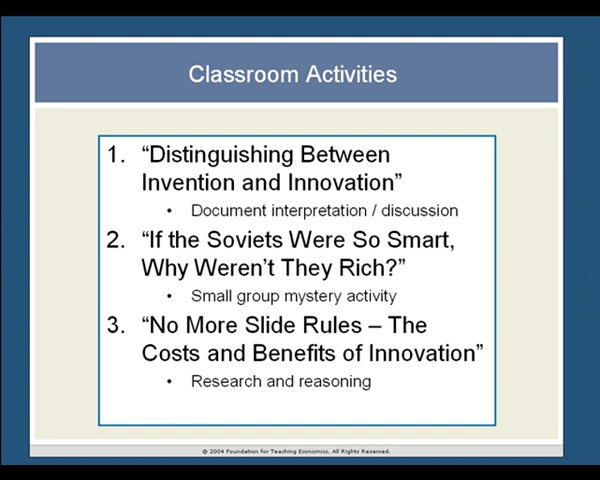 Classroom Activities
1. “Distinguishing Between
Invention and Innovation”
• Document interpretation / discussion
2. “If the Soviets Were So Smart,
Why Weren’t They Rich?”
• Small group mystery activity
3. “No More Slide Rules – The
Costs and Benefits of Innovation”
• Research and reasoning
© 2004 Foundation for Teaching Economics. All Rights Reserved.